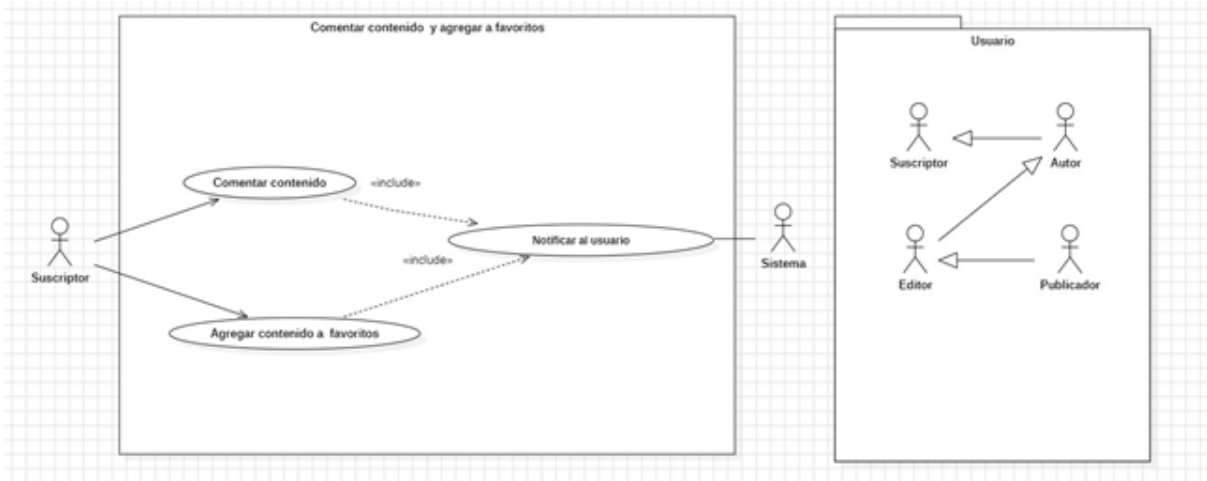 Comentar contenido y agregar a favoritos
Comentar contenido
«include»
Suscriptor
Notificar al usuario
Sistema
«include»
Agregar contenido a favoritos
Usuario
Suscriptor
Autor
Editor
Publicador